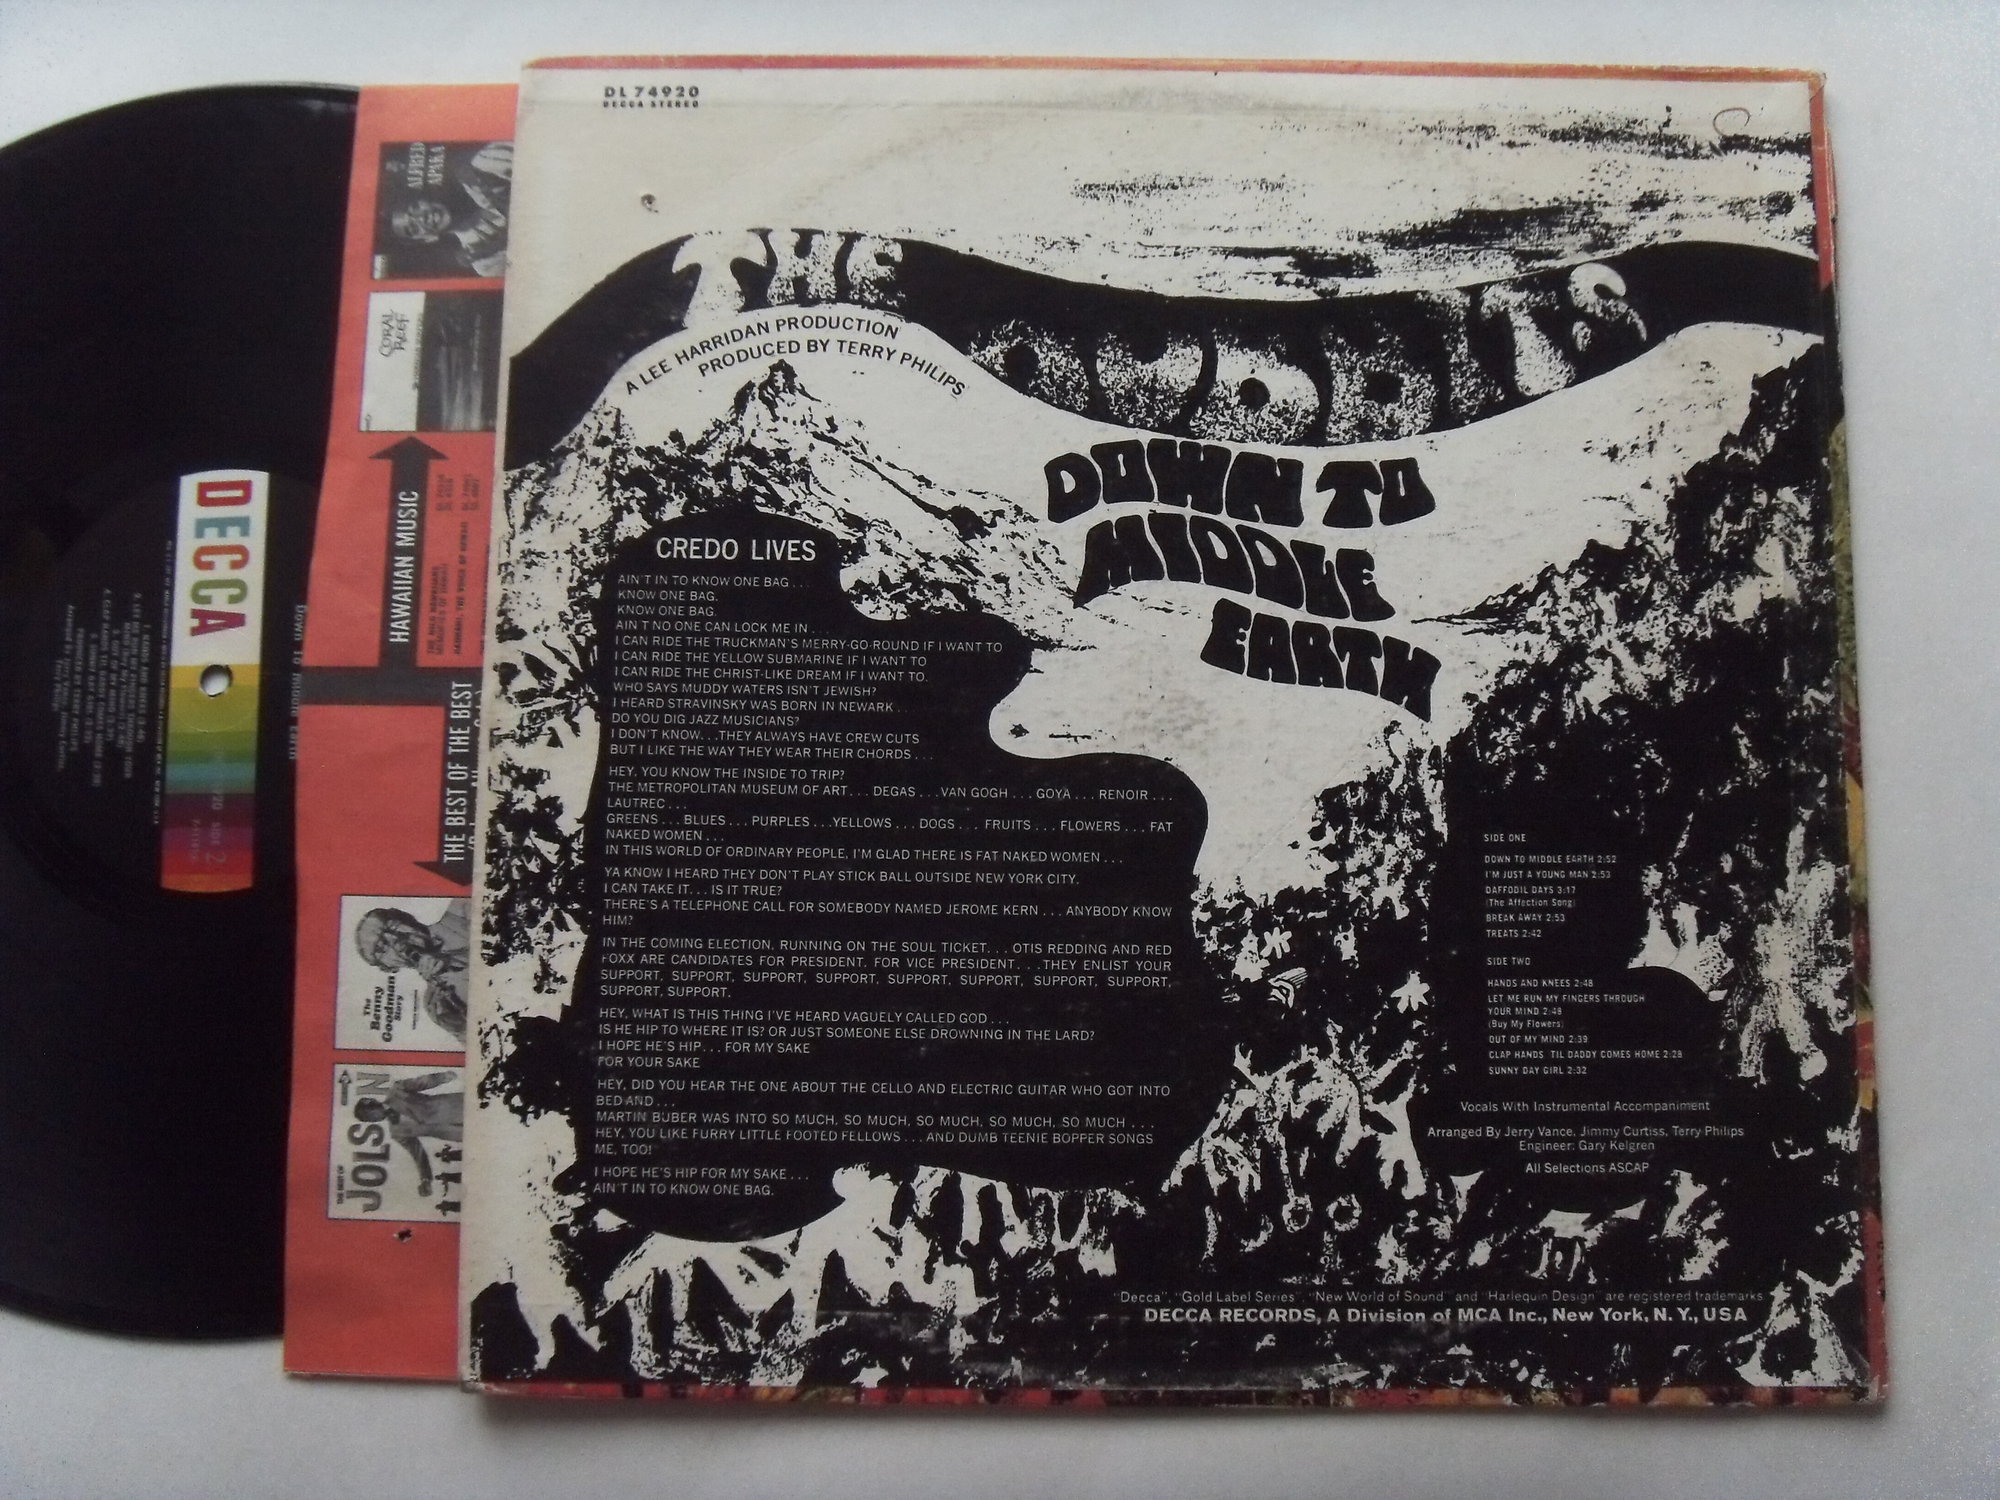 DL 74920
DECCA STEREO
THE HOBBITS
A LEE HARRIDAN PRODUCTION
PRODUCED BY TERRY PHILIPS
DOWN TO
MIDDLE
EARTH
CREDO LIVES
AIN'T IN TO KNOW ONE BAG . . .
KNOW ONE BAG.
KNOW ONE BAG.
AIN'T NO ONE CAN LOCK ME IN . . .
I CAN RIDE THE TRUCKMAN'S MERRY-GO-ROUND IF I WANT TO
I CAN RIDE THE YELLOW SUBMARINE IF I WANT TO
I CAN RIDE THE CHRIST-LIKE DREAM IF I WANT TO.
WHO SAYS MUDDY WATERS ISN'T JEWISH?
I HEARD STRAVINSKY WAS BORN IN NEWARK . . .
DO YOU DIG JAZZ MUSICIANS?
I DON'T KNOW. . .THEY ALWAYS HAVE CREW CUTS
BUT I LIKE THE WAY THEY WEAR THEIR CHORDS . . .
HEY, YOU KNOW THE INSIDE TO TRIP?
THE METROPOLITAN MUSEUM OF ART . . . DEGAS . . .VAN GOGH . . . GOYA . . . RENOIR . . .
LAUTREC . . .
GREENS . . . BLUES . . . PURPLES . . .YELLOWS . . . DOGS . . . FRUITS . . . FLOWERS . . . FAT
NAKED WOMEN . . .
IN THIS WORLD OF ORDINARY PEOPLE, I'M GLAD THERE IS FAT NAKED WOMEN . . .
YA KNOW I HEARD THEY DON'T PLAY STICK BALL OUTSIDE NEW YORK CITY.
I CAN TAKE IT. . . IS IT TRUE?
THERE'S A TELEPHONE CALL FOR SOMEBODY NAMED JEROME KERN . . . ANYBODY KNOW
HIM?
IN THE COMING ELECTION, RUNNING ON THE SOUL TICKET. . . OTIS REDDING AND RED
FOXX ARE CANDIDATES FOR PRESIDENT, FOR VICE PRESIDENT. . .THEY ENLIST YOUR
SUPPORT, SUPPORT, SUPPORT, SUPPORT, SUPPORT, SUPPORT, SUPPORT, SUPPORT,
SUPPORT, SUPPORT.
HEY, WHAT IS THIS THING I'VE HEARD VAGUELY CALLED GOD . . .
IS HE HIP TO WHERE IT IS? OR JUST SOMEONE ELSE DROWNING IN THE LARD?
I HOPE HE'S HIP. . . FOR MY SAKE
FOR YOUR SAKE
HEY, DID YOU HEAR THE ONE ABOUT THE CELLO AND ELECTRIC GUITAR WHO GOT INTO
BED AND . . .
MARTIN BUBER WAS INTO SO MUCH, SO MUCH, SO MUCH, SO MUCH, SO MUCH . . .
HEY, YOU LIKE FURRY LITTLE FOOTED FELLOWS . . . AND DUMB TEENIE BOPPER SONGS
ME, TOO!
I HOPE HE'S HIP FOR MY SAKE . . .
AIN'T IN TO KNOW ONE BAG.
SIDE ONE
DOWN TO MIDDLE EARTH 2:52
I'M JUST A YOUNG MAN 2:53
DAFFODIL DAYS 3:17
(The Affection Song)
BREAK AWAY 2:53
TREATS 2:42
SIDE TWO
HANDS AND KNEES 2:48
LET ME RUN MY FINGERS THROUGH
YOUR MIND 2:48
(Buy My Flowers)
OUT OF MY MIND 2:39
CLAP HANDS 'TIL DADDY COMES HOME 2:28
SUNNY DAY GIRL 2:32
Vocals With Instrumental Accompaniment
Arranged By Jerry Vance, Jimmy Curtiss, Terry Philips
Engineer: Gary Kelgren
All Selections ASCAP
"Decca", "Gold Label Series", "New World of Sound" and "Harlequin Design" are registered trademarks
DECCA RECORDS, A Division of MCA Inc., New York, N. Y., USA
DECCA
SIDE 2
ALFRED
APAKA
CORAL
REEF
HAWAIIAN MUSIC
THE BEST OF THE BEST
The
Benny
Goodman
Story
JOLSON